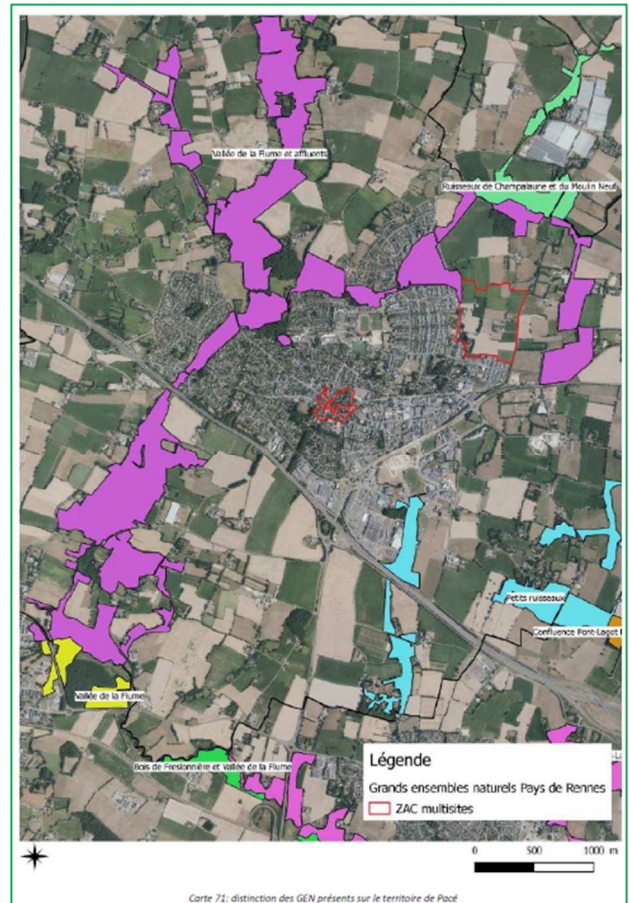 Vallée de la Flume et affluents
Ruisseaux de Champalaune et du Moulin Neuf
Petits ruisseaux
Confluence Pont-Lagot
Vallée de la Flume
Bois de Freslonnière et Vallée de la Flume
Légende
Grands ensembles naturels Pays de Rennes
ZAC multisites
0 500 1000 m
Carte 71: distinction des GEN présents sur le territoire de Pacé